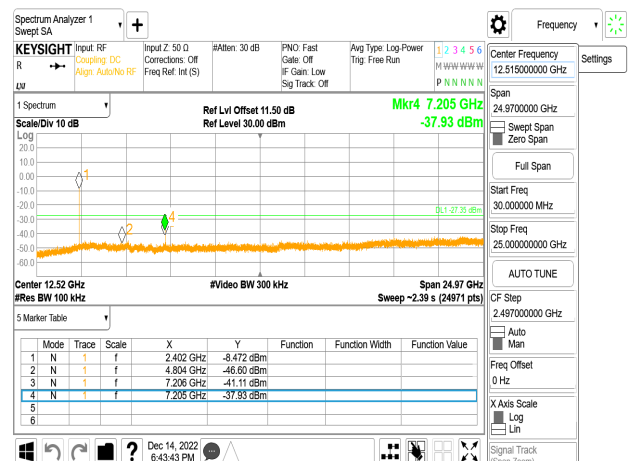 Spectrum Analyzer 1
Swept SA
▼
+
Frequency ▼
KEYSIGHT Input: RF Input Z: 50 Ω #Atten: 30 dB PNO: Fast Avg Type: Log-Power 1 2 3 4 5 6
R Coupling: DC Corrections: Off Gate: Off Trig: Free Run M W W W W W
Align: Auto/No RF Freq Ref: Int (S) IF Gain: Low
Sig Track: Off P N N N N N
LXI
1 Spectrum ▼
Ref Lvl Offset 11.50 dB Mkr4 7.205 GHz
Scale/Div 10 dB Ref Level 30.00 dBm -37.93 dBm
Log
20.0
10.0
0.00
-10.0
-20.0
-30.0
-40.0
-50.0
-60.0
1
2
4
DL1 -27.35 dBm
Center 12.52 GHz #Video BW 300 kHz Span 24.97 GHz
#Res BW 100 kHz Sweep ~2.39 s (24971 pts)
5 Marker Table ▼
Mode Trace Scale X Y Function Function Width Function Value
1 N 1 f 2.402 GHz -8.472 dBm
2 N 1 f 4.804 GHz -46.60 dBm
3 N 1 f 7.206 GHz -41.11 dBm
4 N 1 f 7.205 GHz -37.93 dBm
5
6
? Dec 14, 2022
6:43:43 PM
Center Frequency
12.515000000 GHz
Settings
Span
24.9700000 GHz
Swept Span
Zero Span
Full Span
Start Freq
30.000000 MHz
Stop Freq
25.000000000 GHz
AUTO TUNE
CF Step
2.497000000 GHz
Auto
Man
Freq Offset
0 Hz
X Axis Scale
Log
Lin
Signal Track
(Span Zoom)